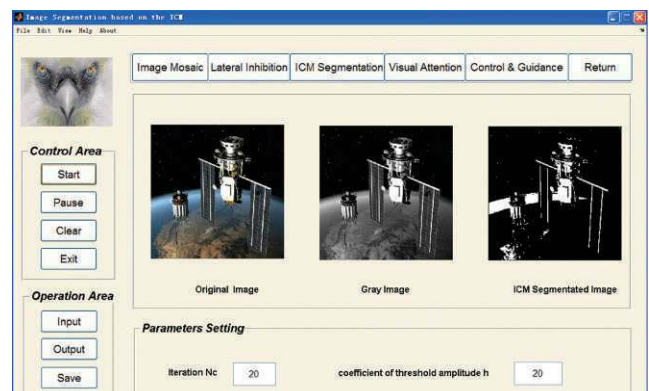 Image Segmentation based on the ICM
File Edit View Help About
Image Mosaic Lateral Inhibition ICM Segmentation Visual Attention Control & Guidance Return
Control Area
Start
Pause
Clear
Exit
Original Image Gray Image ICM Segmentated Image
Operation Area
Input
Output
Save
Parameters Setting
Iteration Nc 20 coefficient of threshold amplitude h 20